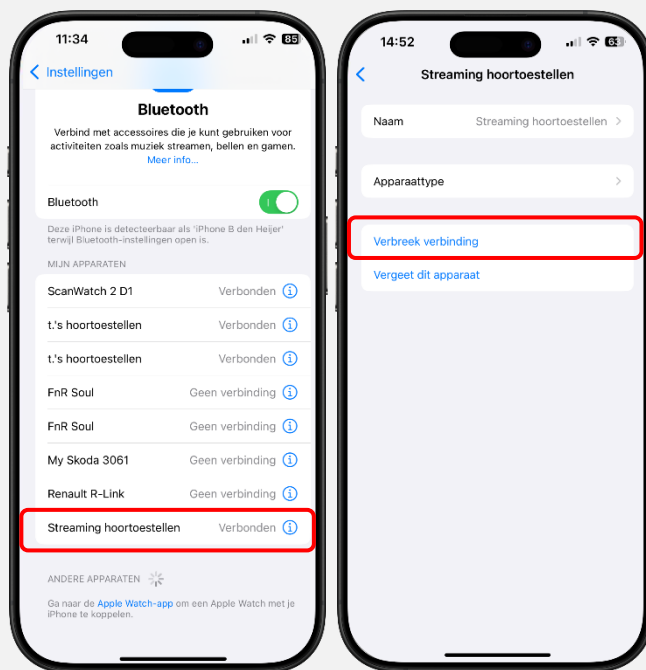 11:34
85
Instellingen
Bluetooth
Verbind met accessoires die je kunt gebruiken voor
activiteiten zoals muziek streamen, bellen en gamen.
Meer info...
Bluetooth
Deze iPhone is detecteerbaar als 'iPhone B den Heijer'
terwijl Bluetooth-instellingen open is.
MIJN APPARATEN
ScanWatch 2 D1 Verbonden
t.'s hoortoestellen Verbonden
t.'s hoortoestellen Verbonden
FnR Soul Geen verbinding
FnR Soul Geen verbinding
My Skoda 3061 Geen verbinding
Renault R-Link Geen verbinding
Streaming hoortoestellen Verbonden
ANDERE APPARATEN
Ga naar de Apple Watch-app om een Apple Watch met je
iPhone te koppelen.
14:52
63
Streaming hoortoestellen
Naam Streaming hoortoestellen
Apparaattype
Verbreek verbinding
Vergeet dit apparaat